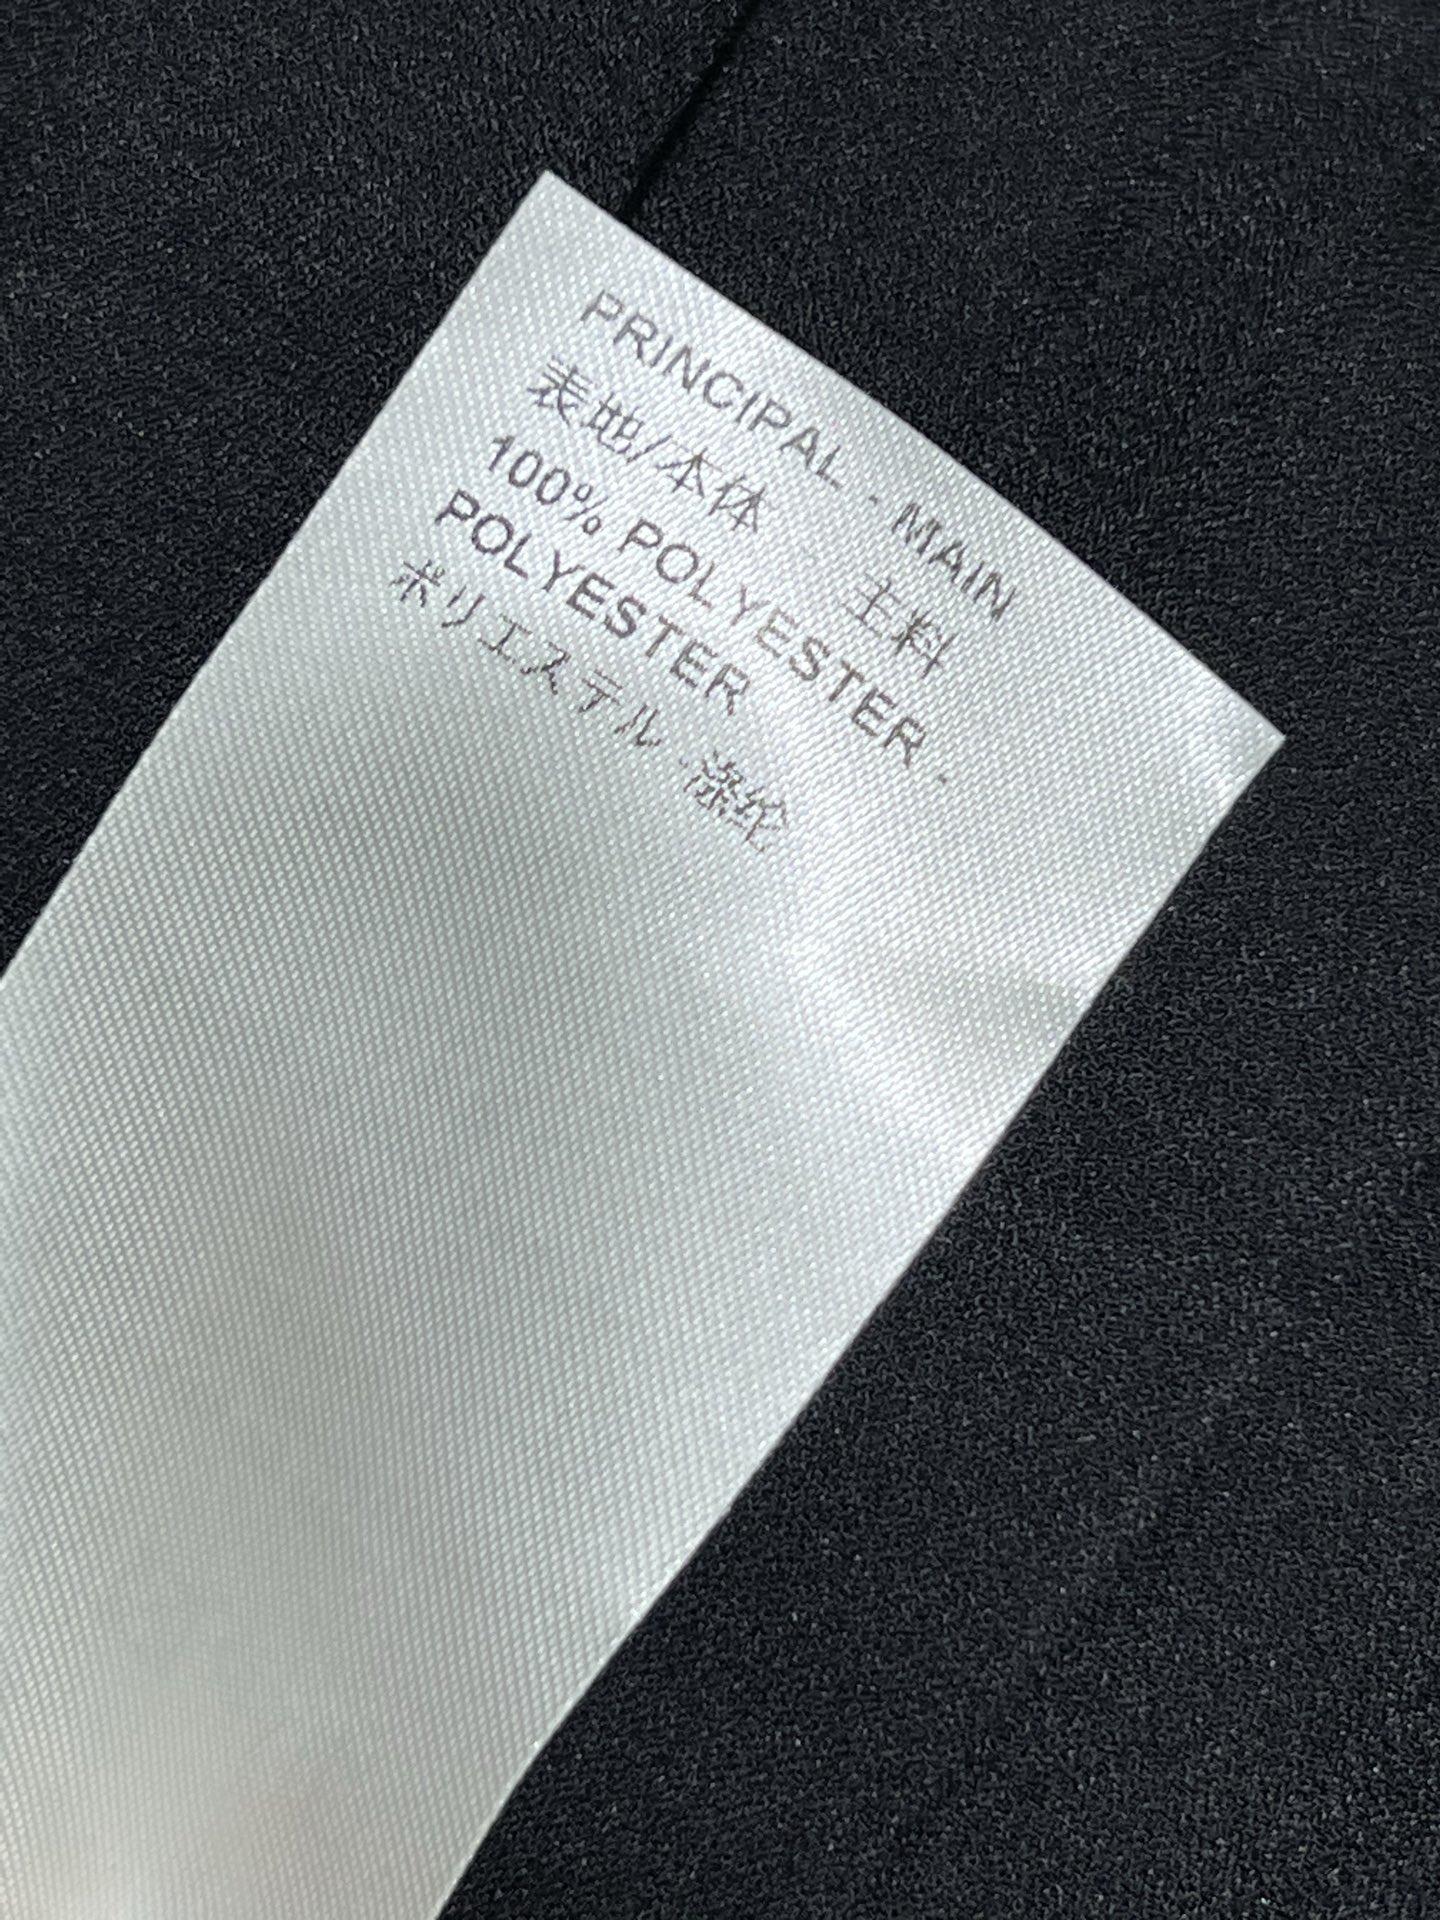 PRINCIPAL - MAIN
表地/本体 主料
100% POLYESTER -
POLYESTER
ポリエステル - 涤纶